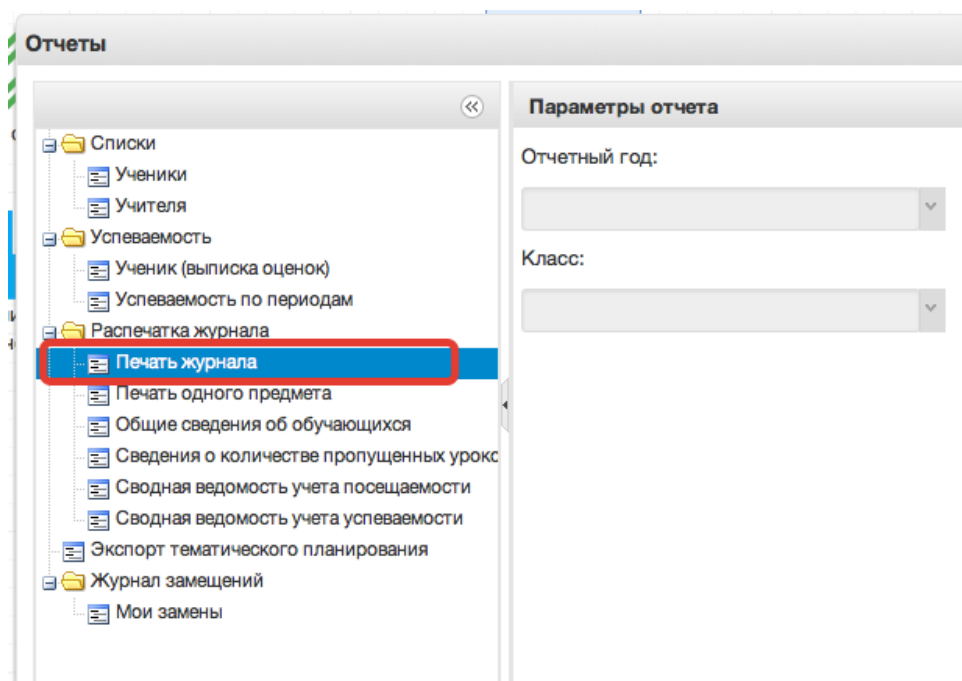 Отчеты
Параметры отчета
Списки
Ученики
Учителя
Успеваемость
Ученик (выписка оценок)
Успеваемость по периодам
Распечатка журнала
Печать журнала
Печать одного предмета
Общие сведения об обучающихся
Сведения о количестве пропущенных уроко
Сводная ведомость учета посещаемости
Сводная ведомость учета успеваемости
Экспорт тематического планирования
Журнал замещений
Мои замены
Отчетный год:
Класс: